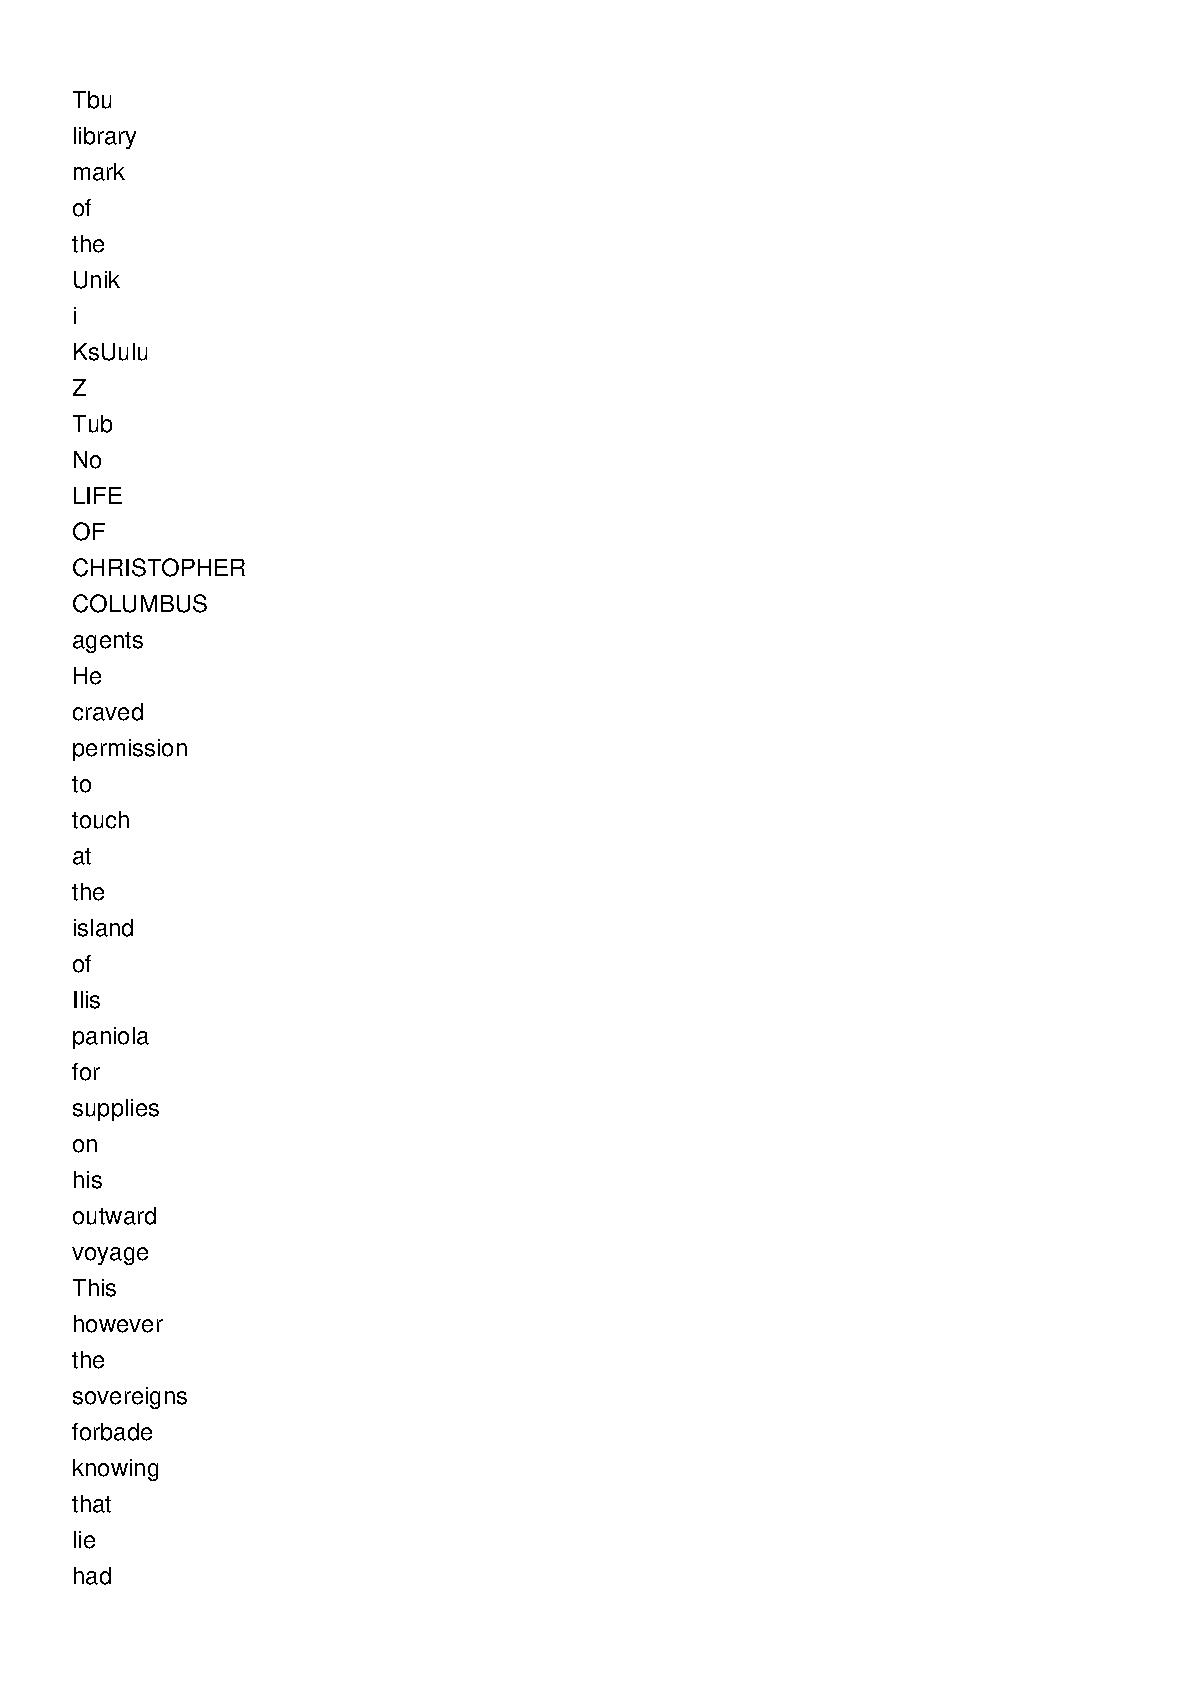 Tbu
library
mark
of
the
Unik
i
KsUulu
Z
Tub
No
LIFE
OF
CHRISTOPHER
COLUMBUS
agents
He
craved
permission
to
touch
at
the
island
of
Ilis
paniola
for
supplies
on
his
outward
voyage
This
however
the
sovereigns
forbade
knowing
that
lie
had